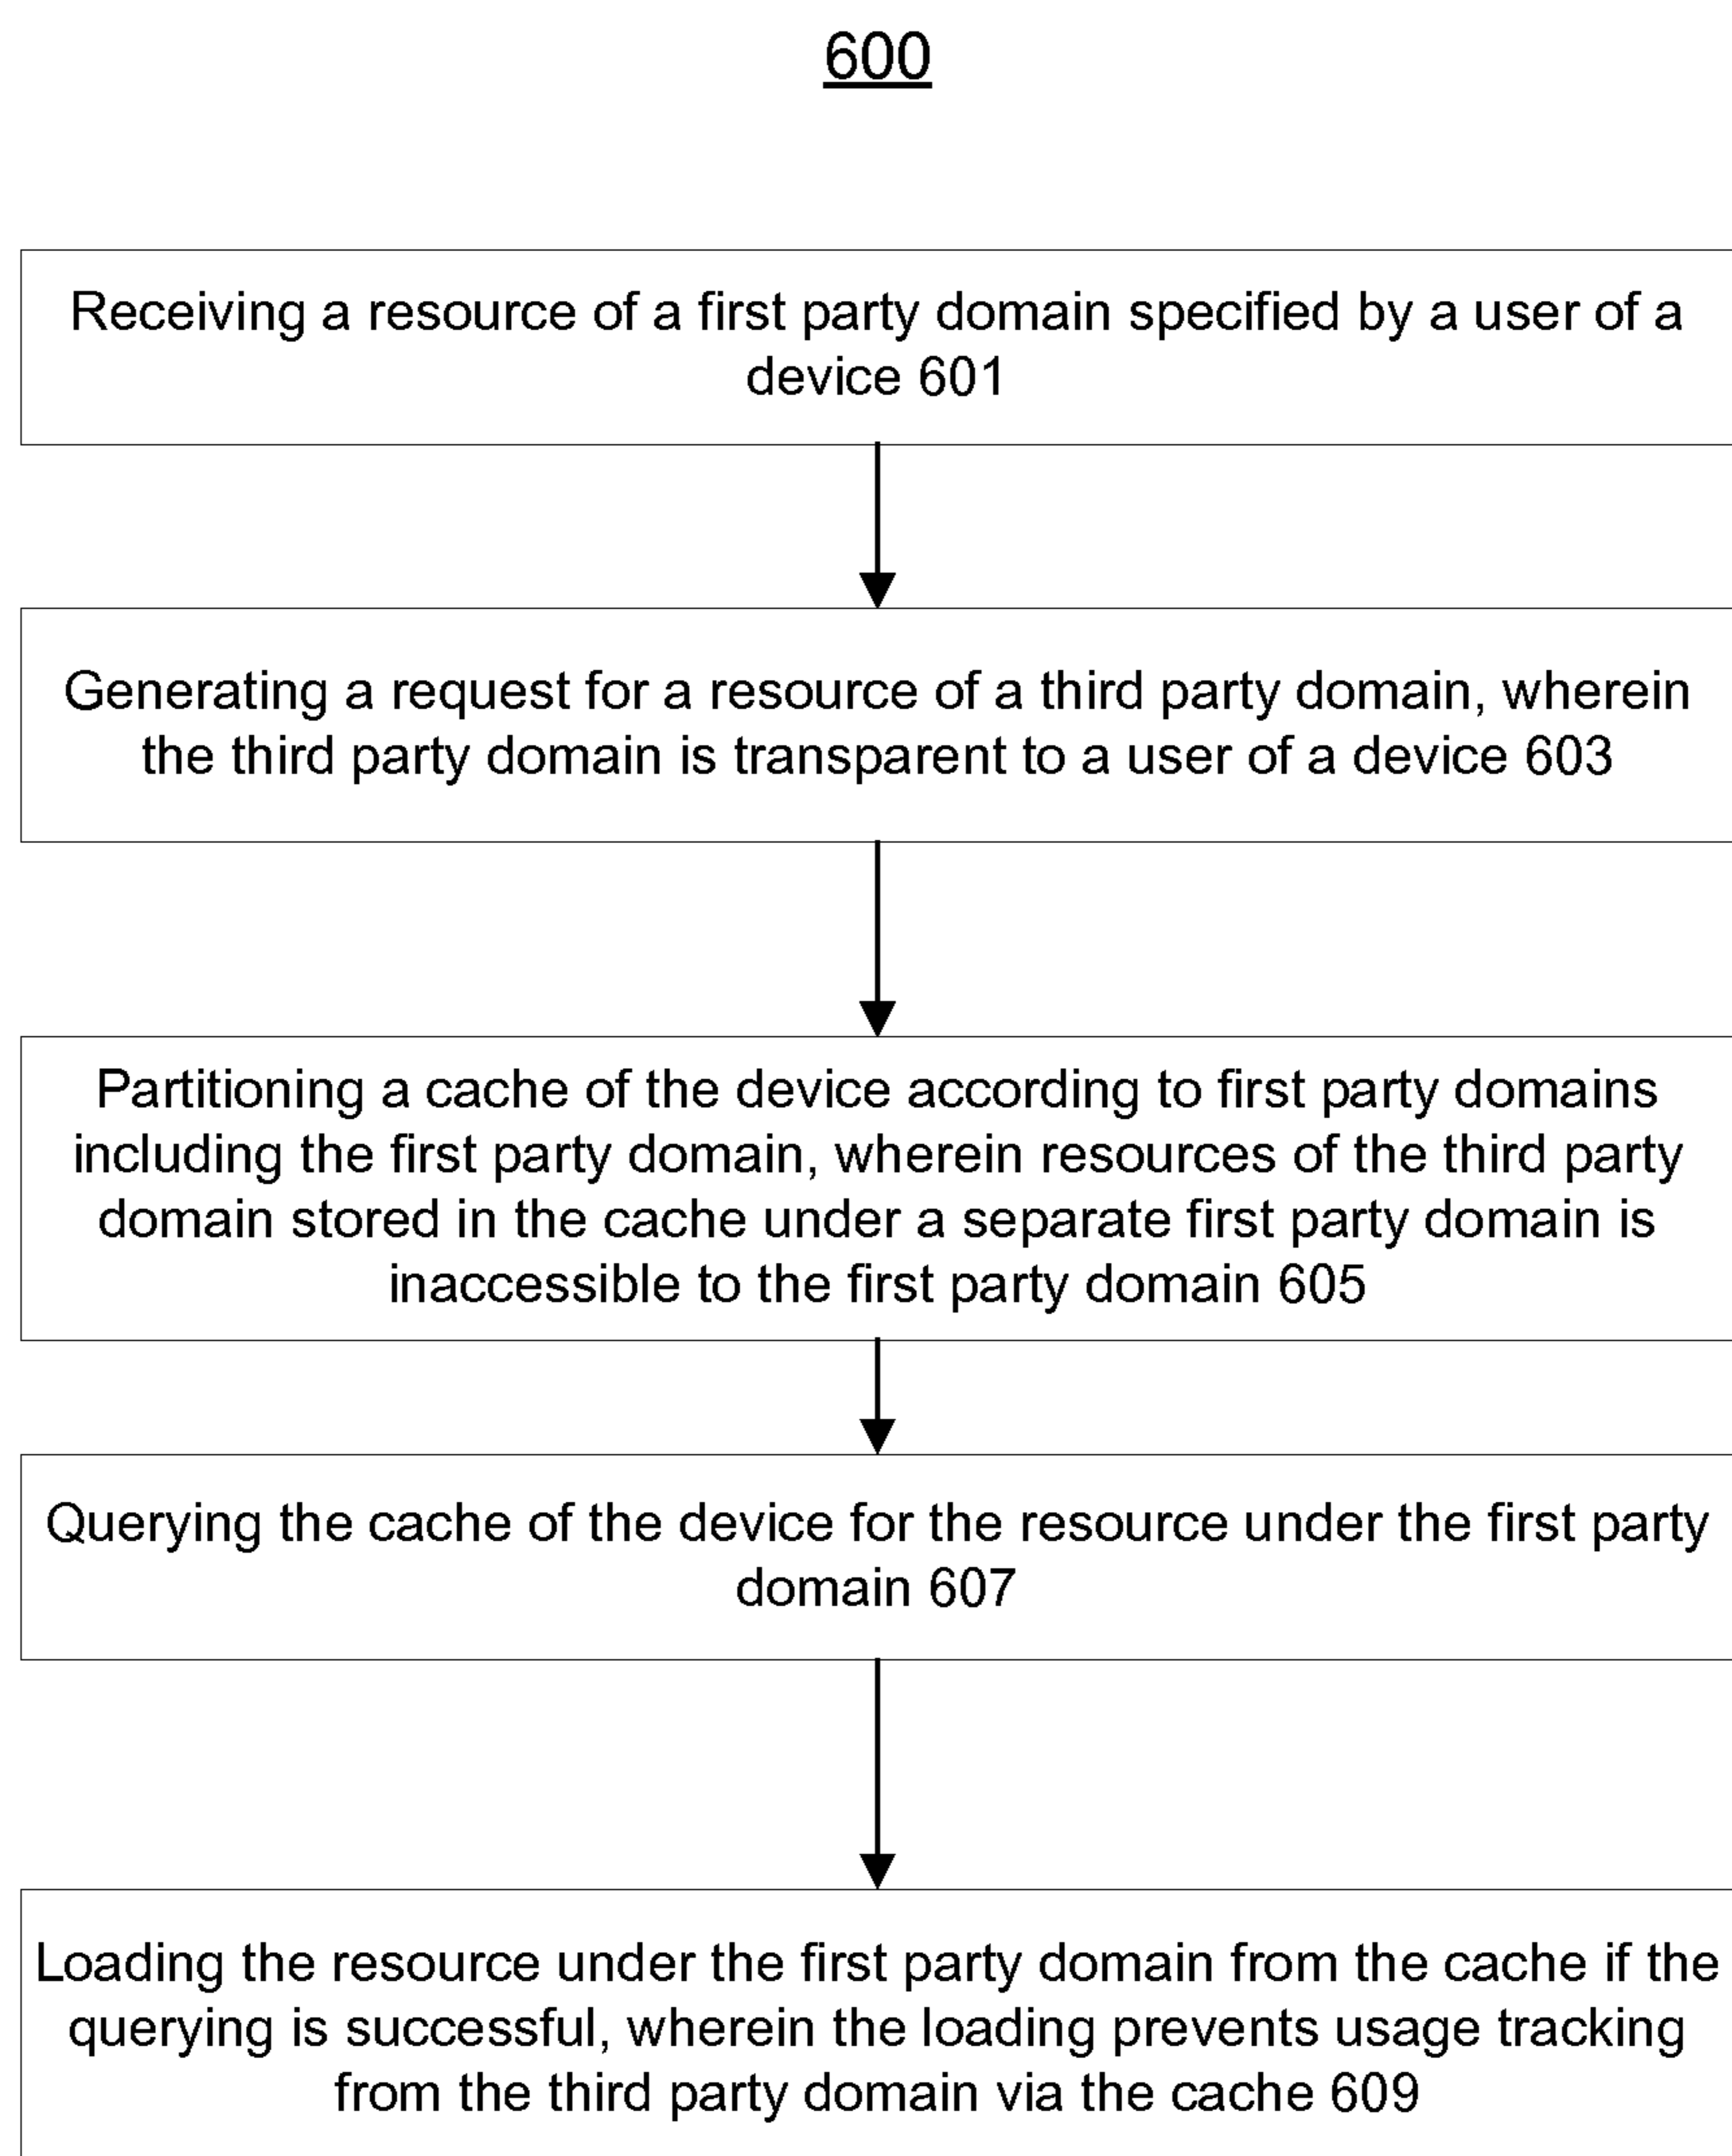 600
Receiving a resource of a first party domain specified by a user of a
device 601
Generating a request for a resource of a third party domain, wherein
the third party domain is transparent to a user of a device 603
Partitioning a cache of the device according to first party domains
including the first party domain, wherein resources of the third party
domain stored in the cache under a separate first party domain is
inaccessible to the first party domain 605
Querying the cache of the device for the resource under the first party
domain 607
Loading the resource under the first party domain from the cache if the
querying is successful, wherein the loading prevents usage tracking
from the third party domain via the cache 609